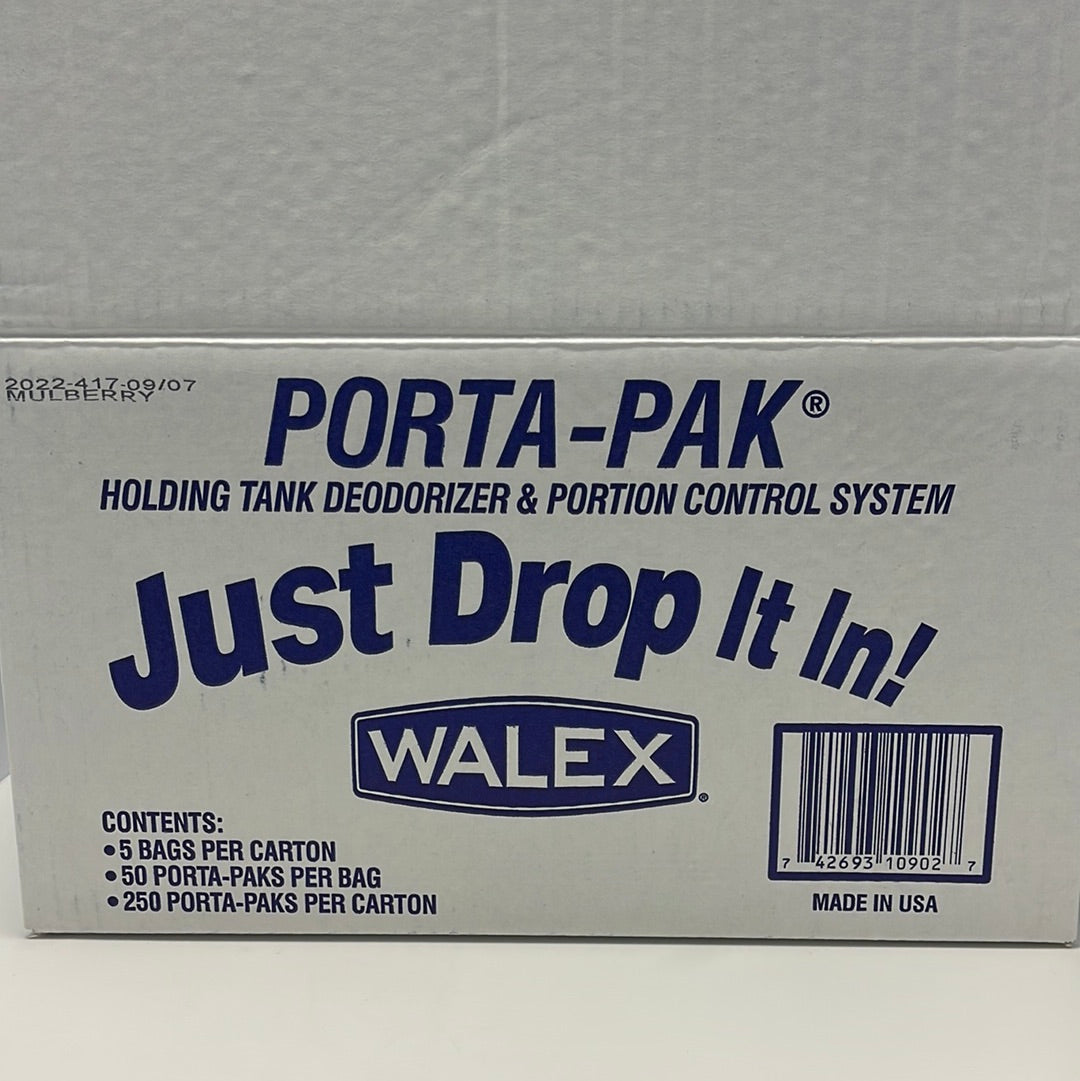 2022-417-09/07
MULBERRY
PORTA-PAK®
HOLDING TANK DEODORIZER & PORTION CONTROL SYSTEM
Just Drop It In!
WALEX®
CONTENTS:
• 5 BAGS PER CARTON
• 50 PORTA-PAKS PER BAG
• 250 PORTA-PAKS PER CARTON
7 42693 10902 7
MADE IN USA